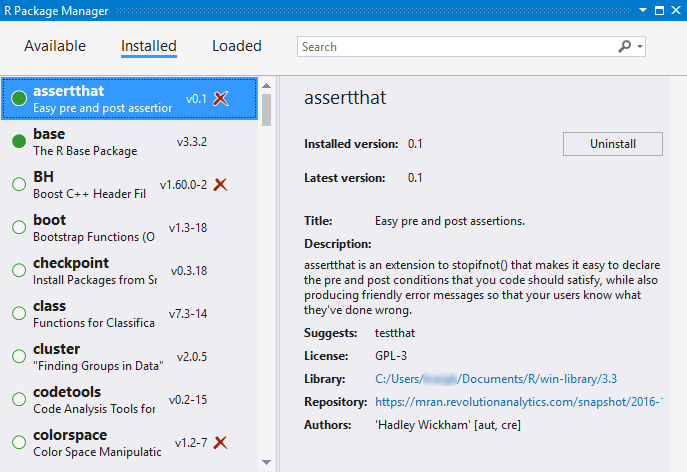 R Package Manager
Available Installed Loaded Search
assertthat
Easy pre and post assertior v0.1
base
The R Base Package v3.3.2
BH
Boost C++ Header Fil v1.60.0-2
boot
Bootstrap Functions (O v1.3-18
checkpoint
Install Packages from Sr v0.3.18
class
Functions for Classifica v7.3-14
cluster
"Finding Groups in Data" v2.0.5
codetools
Code Analysis Tools for v0.2-15
colorspace
Color Space Manipulatic v1.2-7
assertthat
Installed version: 0.1 Uninstall
Latest version: 0.1
Title: Easy pre and post assertions.
Description:
assertthat is an extension to stopifnot() that makes it easy to declare
the pre and post conditions that you code should satisfy, while also
producing friendly error messages so that your users know what
they've done wrong.
Suggests: testthat
License: GPL-3
Library: C:/Users/ /Documents/R/win-library/3.3
Repository: https://mran.revolutionanalytics.com/snapshot/2016-1
Authors: 'Hadley Wickham' [aut, cre]